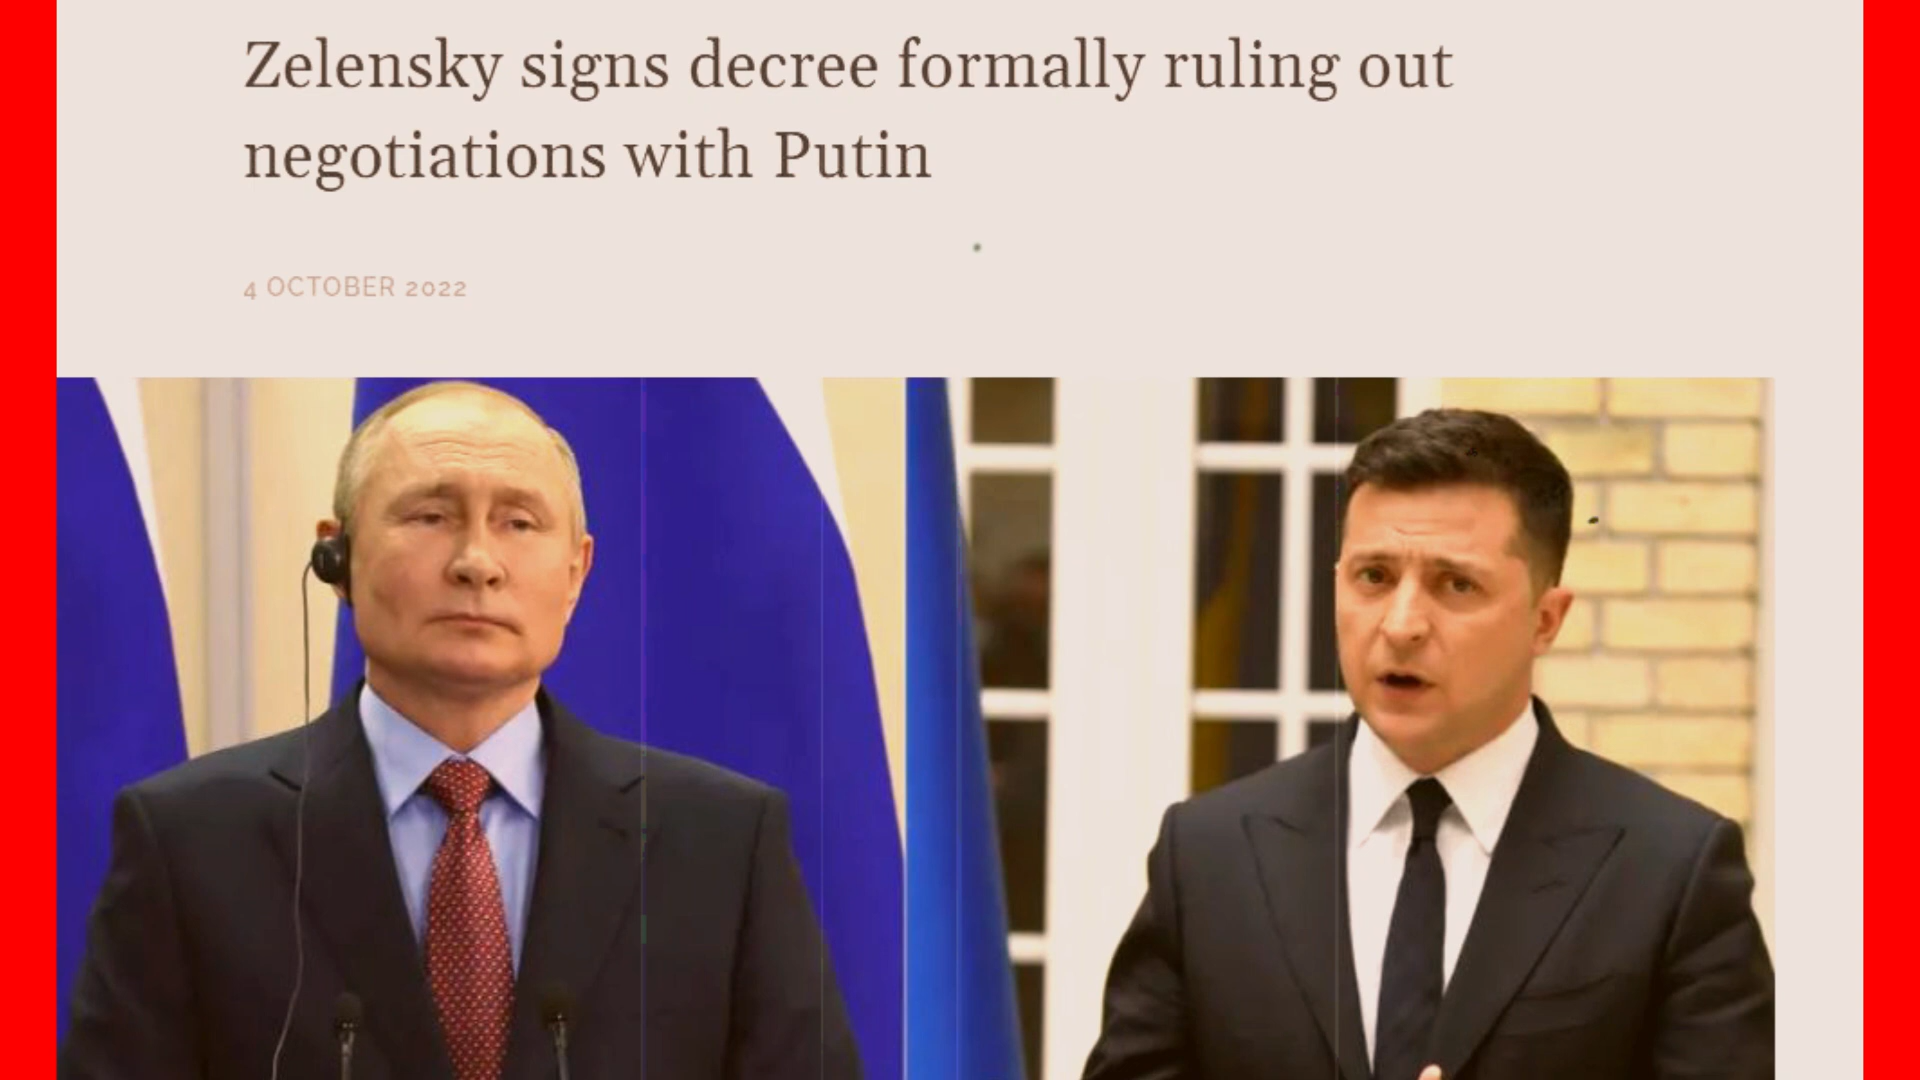 Zelensky signs decree formally ruling out
negotiations with Putin
4 OCTOBER 2022